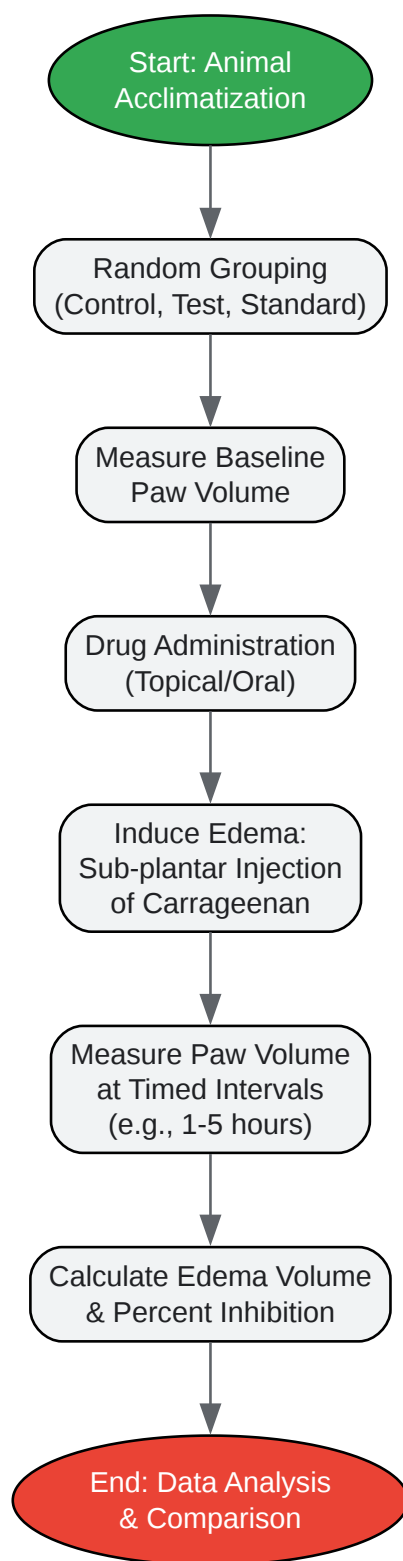 Start: Animal
Acclimatization
Random Grouping
(Control, Test, Standard)
Measure Baseline
Paw Volume
Drug Administration
(Topical/Oral)
Induce Edema:
Sub-plantar Injection
of Carrageenan
Measure Paw Volume
at Timed Intervals
(e.g., 1-5 hours)
Calculate Edema Volume
& Percent Inhibition
End: Data Analysis
& Comparison